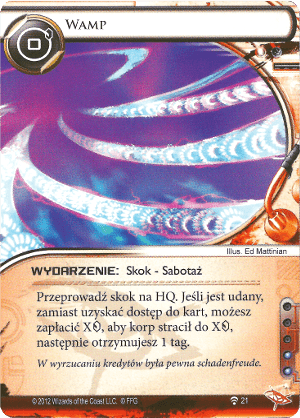 WAMP
0
Illus. Ed Mattinian
WYDARZENIE: Skok - Sabotaż
Przeprowadź skok na HQ. Jeśli jest udany,
zamiast uzyskać dostęp do kart, możesz
zapłacić X, aby korp stracił do X,
następnie otrzymujesz 1 tag.
W wyrzucaniu kredytów była pewna schadenfreude.
©2012 Wizards of the Coast LLC. © FFG
21